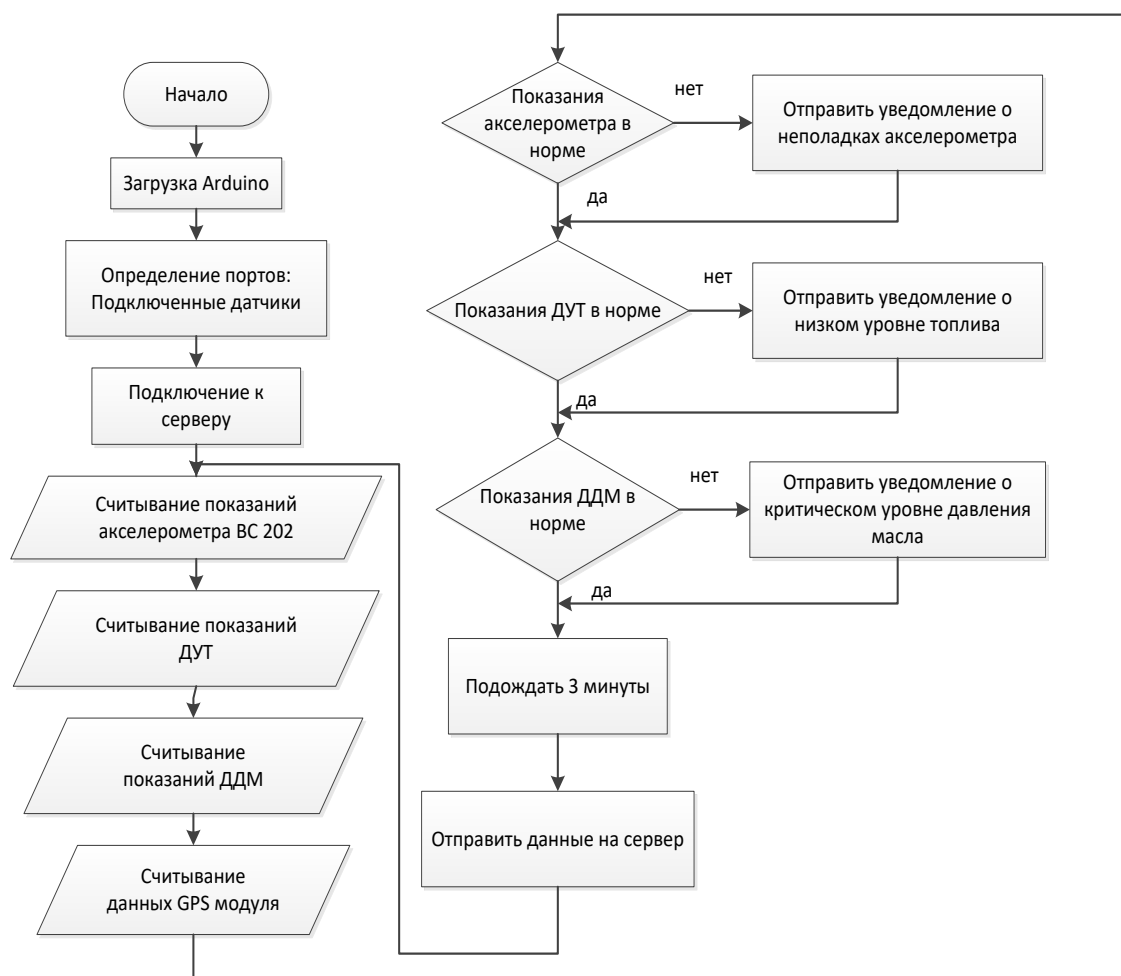 Начало
Загрузка Arduino
Определение портов:
Подключенные датчики
Подключение к
серверу
Считывание показаний
акселерометра ВС 202
Считывание показаний
ДУТ
Считывание
показаний ДДМ
Считывание
данных GPS модуля
Показания
акселерометра в
норме
нет
Отправить уведомление о
неполадках акселерометра
да
Показания ДУТ в норме
нет
Отправить уведомление о
низком уровне топлива
да
Показания ДДМ в
норме
нет
Отправить уведомление о
критическом уровне давления
масла
да
Подождать 3 минуты
Отправить данные на сервер